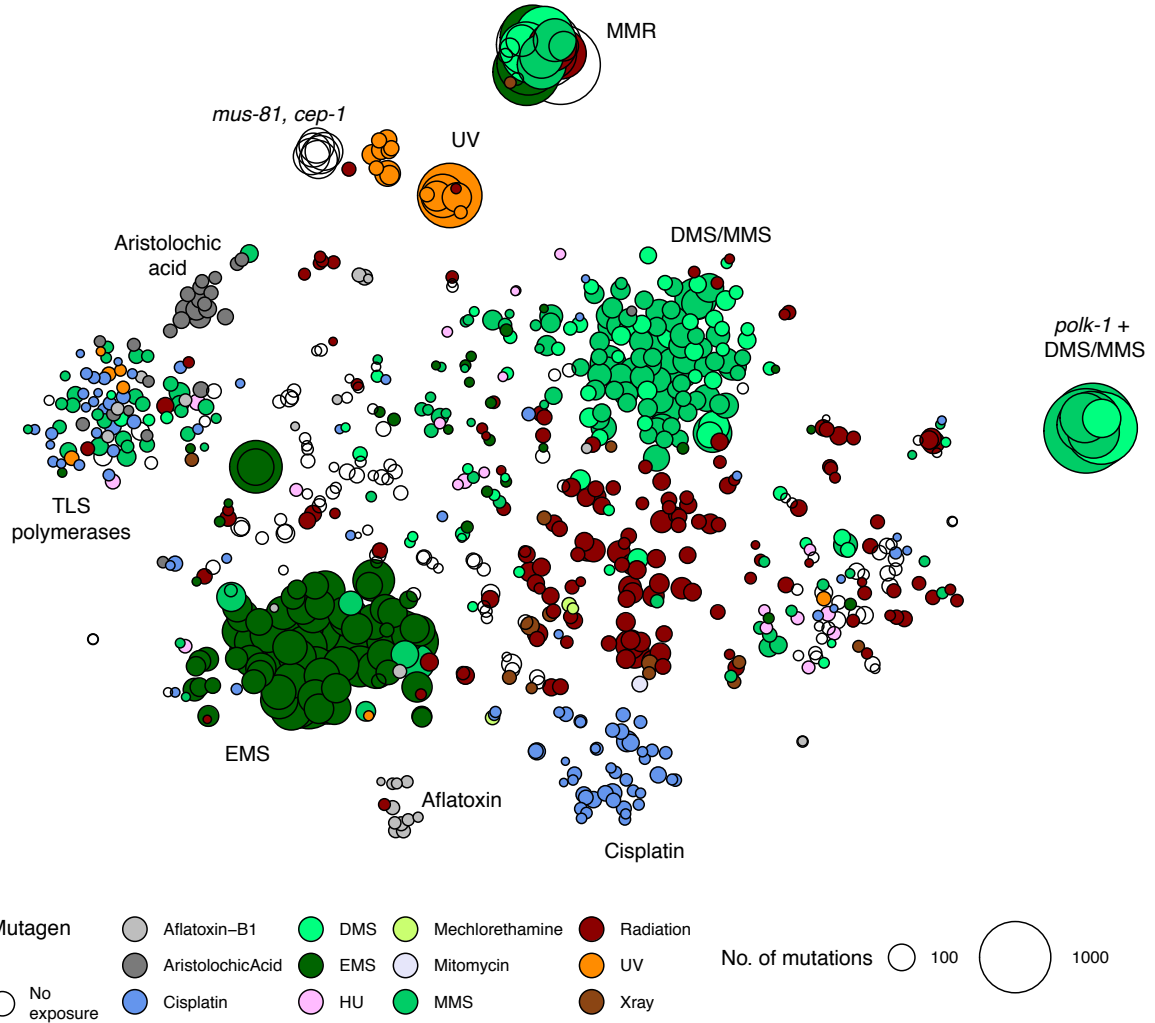 MMR
mus-81, cep-1
UV
Aristolochic
acid
DMS/MMS
polk-1 +
DMS/MMS
TLS
polymerases
EMS
Aflatoxin
Cisplatin
Mutagen
No
exposure
Aflatoxin−B1
AristolochicAcid
Cisplatin
DMS
EMS
HU
Mechlorethamine
Mitomycin
MMS
Radiation
UV
Xray
No. of mutations
100
1000